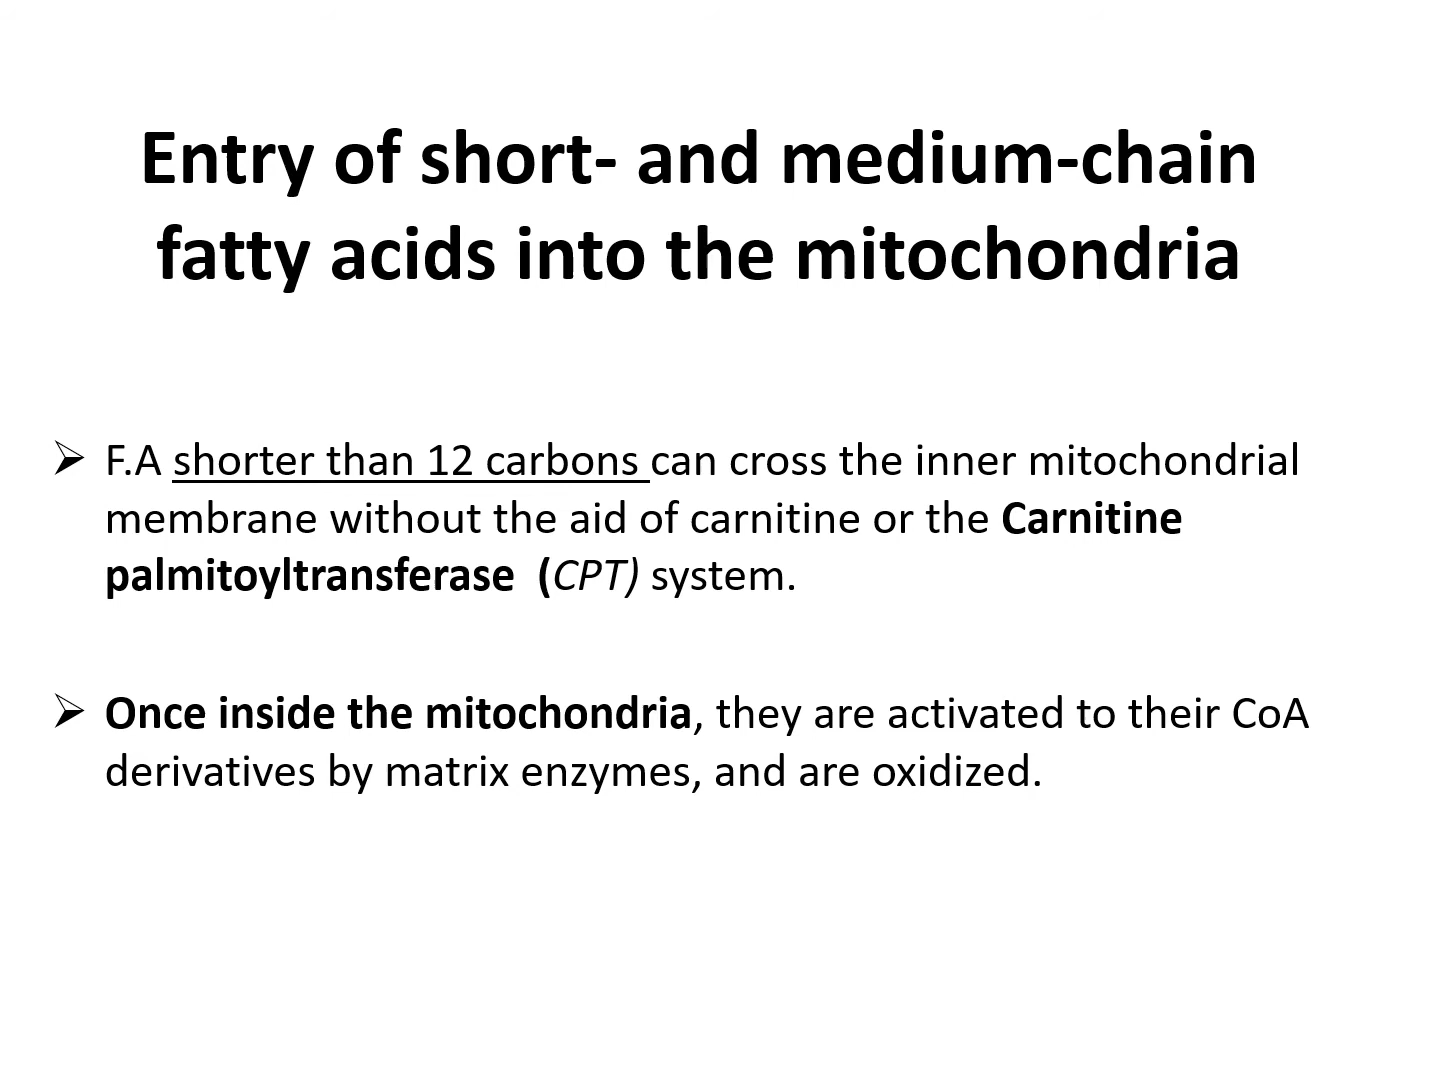 Entry of short- and medium-chain
fatty acids into the mitochondria
➢ F.A shorter than 12 carbons can cross the inner mitochondrial
membrane without the aid of carnitine or the Carnitine
palmitoyltransferase (CPT) system.
➢ Once inside the mitochondria, they are activated to their CoA
derivatives by matrix enzymes, and are oxidized.